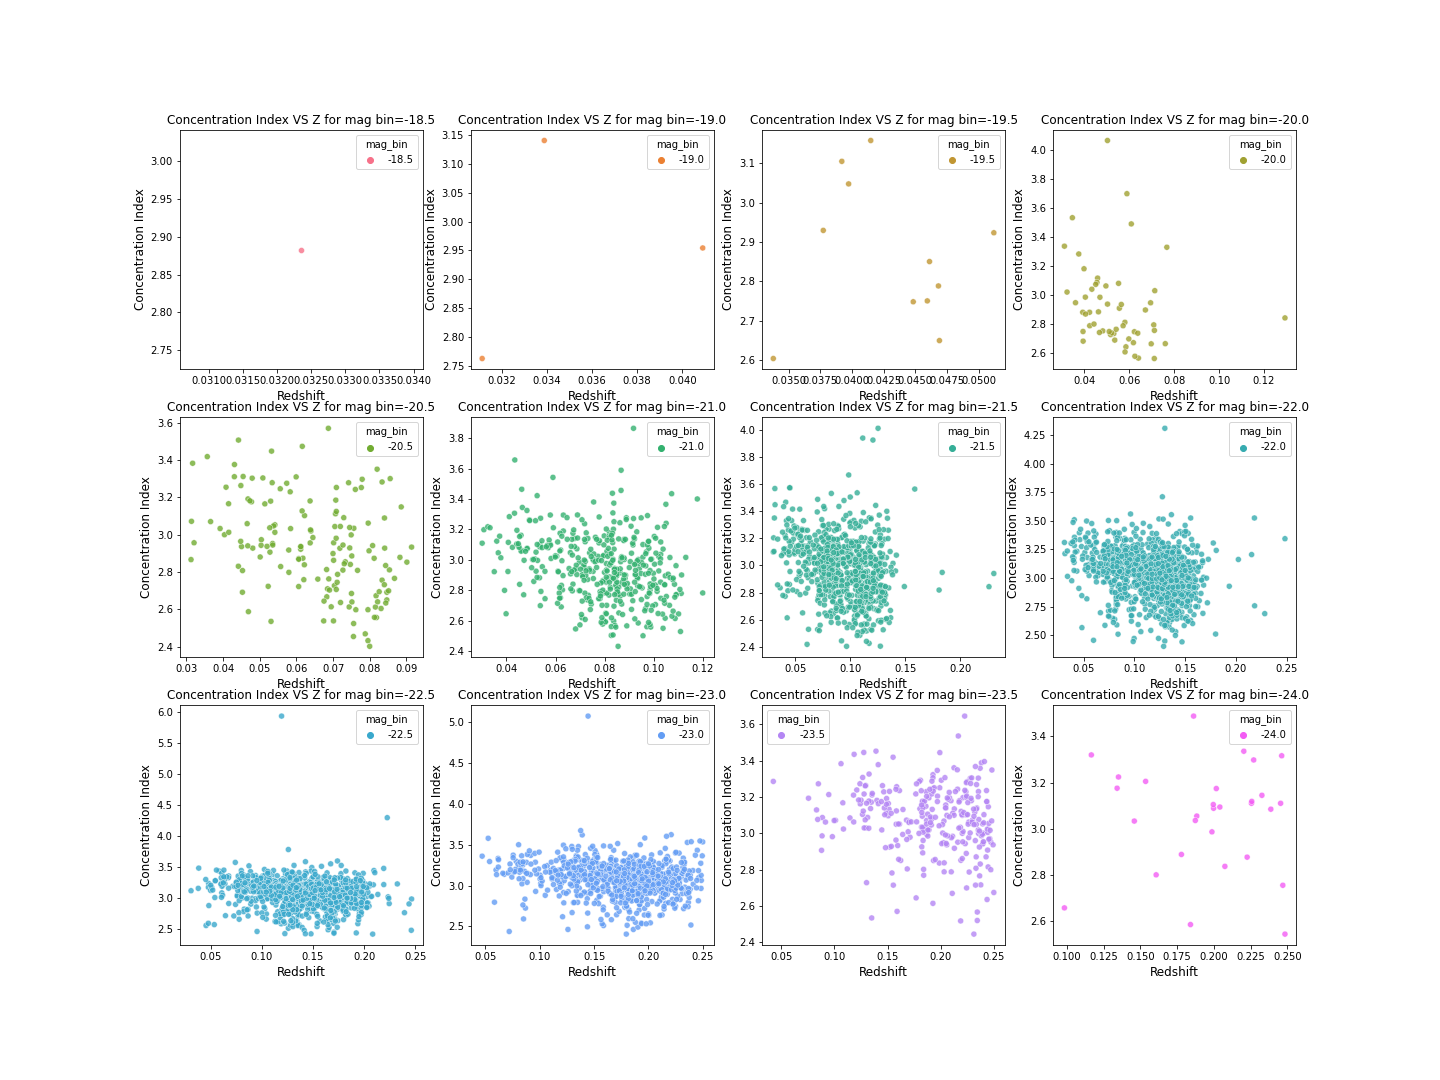 Concentration Index VS Z for mag bin=-18.5
Concentration Index VS Z for mag bin=-19.0
Concentration Index VS Z for mag bin=-19.5
Concentration Index VS Z for mag bin=-20.0
mag_bin
-18.5
mag_bin
-19.0
mag_bin
-19.5
mag_bin
-20.0
Concentration Index
3.00
2.95
2.90
2.85
2.80
2.75
Concentration Index
3.15
3.10
3.05
3.00
2.95
2.90
2.85
2.80
2.75
Concentration Index
3.1
3.0
2.9
2.8
2.7
2.6
Concentration Index
4.0
3.8
3.6
3.4
3.2
3.0
2.8
2.6
0.0310 0.0315 0.0320 0.0325 0.0330 0.0335 0.0340
0.032 0.034 0.036 0.038 0.040
0.0350 0.0375 0.0400 0.0425 0.0450 0.0475 0.0500
0.04 0.06 0.08 0.10 0.12
Redshift
Redshift
Redshift
Redshift
Concentration Index VS Z for mag bin=-20.5
Concentration Index VS Z for mag bin=-21.0
Concentration Index VS Z for mag bin=-21.5
Concentration Index VS Z for mag bin=-22.0
mag_bin
-20.5
mag_bin
-21.0
mag_bin
-21.5
mag_bin
-22.0
Concentration Index
3.6
3.4
3.2
3.0
2.8
2.6
2.4
Concentration Index
3.8
3.6
3.4
3.2
3.0
2.8
2.6
2.4
Concentration Index
4.0
3.8
3.6
3.4
3.2
3.0
2.8
2.6
2.4
Concentration Index
4.25
4.00
3.75
3.50
3.25
3.00
2.75
2.50
0.03 0.04 0.05 0.06 0.07 0.08 0.09
0.04 0.06 0.08 0.10 0.12
0.05 0.10 0.15 0.20
0.05 0.10 0.15 0.20 0.25
Redshift
Redshift
Redshift
Redshift
Concentration Index VS Z for mag bin=-22.5
Concentration Index VS Z for mag bin=-23.0
Concentration Index VS Z for mag bin=-23.5
Concentration Index VS Z for mag bin=-24.0
mag_bin
-22.5
mag_bin
-23.0
mag_bin
-23.5
mag_bin
-24.0
Concentration Index
6.0
5.5
5.0
4.5
4.0
3.5
3.0
2.5
Concentration Index
5.0
4.5
4.0
3.5
3.0
2.5
Concentration Index
3.6
3.4
3.2
3.0
2.8
2.6
2.4
Concentration Index
3.4
3.2
3.0
2.8
2.6
0.05 0.10 0.15 0.20 0.25
0.05 0.10 0.15 0.20 0.25
0.05 0.10 0.15 0.20 0.25
0.100 0.125 0.150 0.175 0.200 0.225 0.250
Redshift
Redshift
Redshift
Redshift